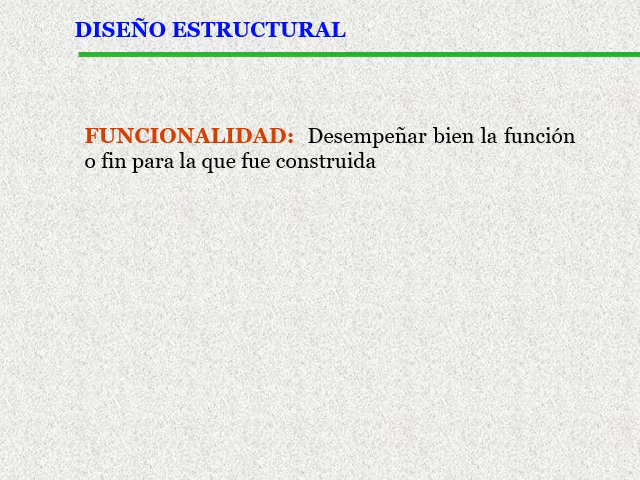 DISEÑO ESTRUCTURAL
FUNCIONALIDAD: Desempeñar bien la función
o fin para la que fue construida